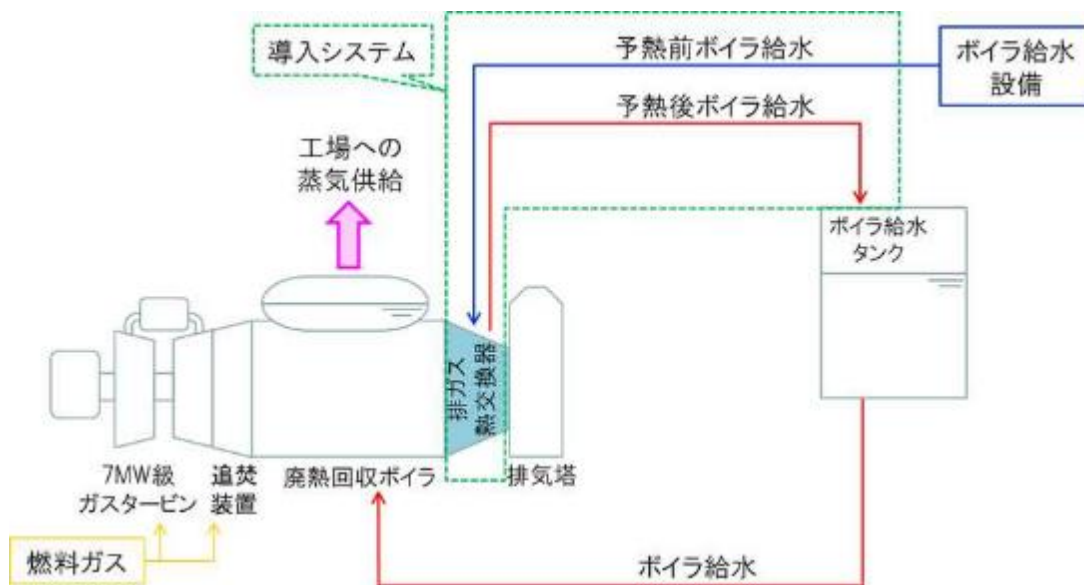 導入システム
予熱前ボイラ給水
ボイラ給水
設備
予熱後ボイラ給水
工場への
蒸気供給
ボイラ給水
タンク
排ガス
熱交換器
7MW級
ガスタービン
追焚
装置
廃熱回収ボイラ
排気塔
燃料ガス
ボイラ給水